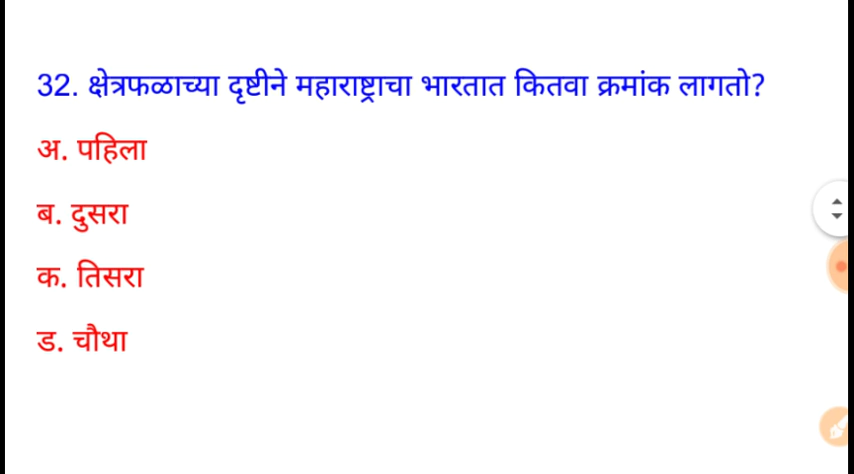 32. क्षेत्रफळाच्या दृष्टीने महाराष्ट्राचा भारतात कितवा क्रमांक लागतो?
अ. पहिला
ब. दुसरा
क. तिसरा
ड. चौथा